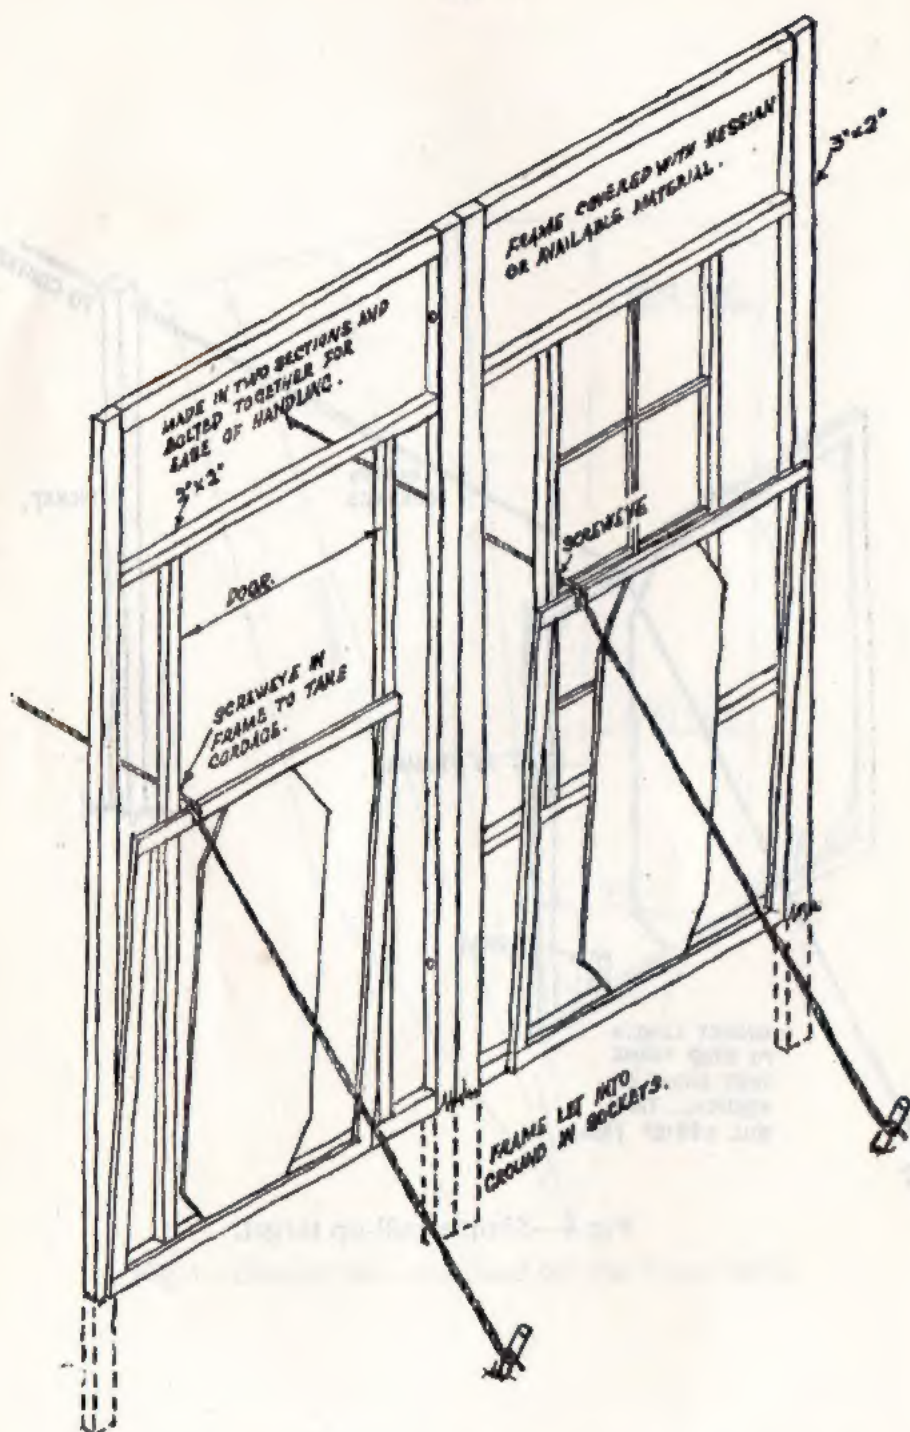 FRAME COVERED WITH HESSIAN
OR AVAILABLE MATERIAL.
3"x2"
MADE IN TWO SECTIONS AND
BOLTED TOGETHER FOR
EASE OF HANDLING.
2"x2"
SCREWEYE
DOOR.
SCREWEYE IN
FRAME TO TAKE
CORDAGE.
FRAME LET INTO
GROUND IN SOCKETS.